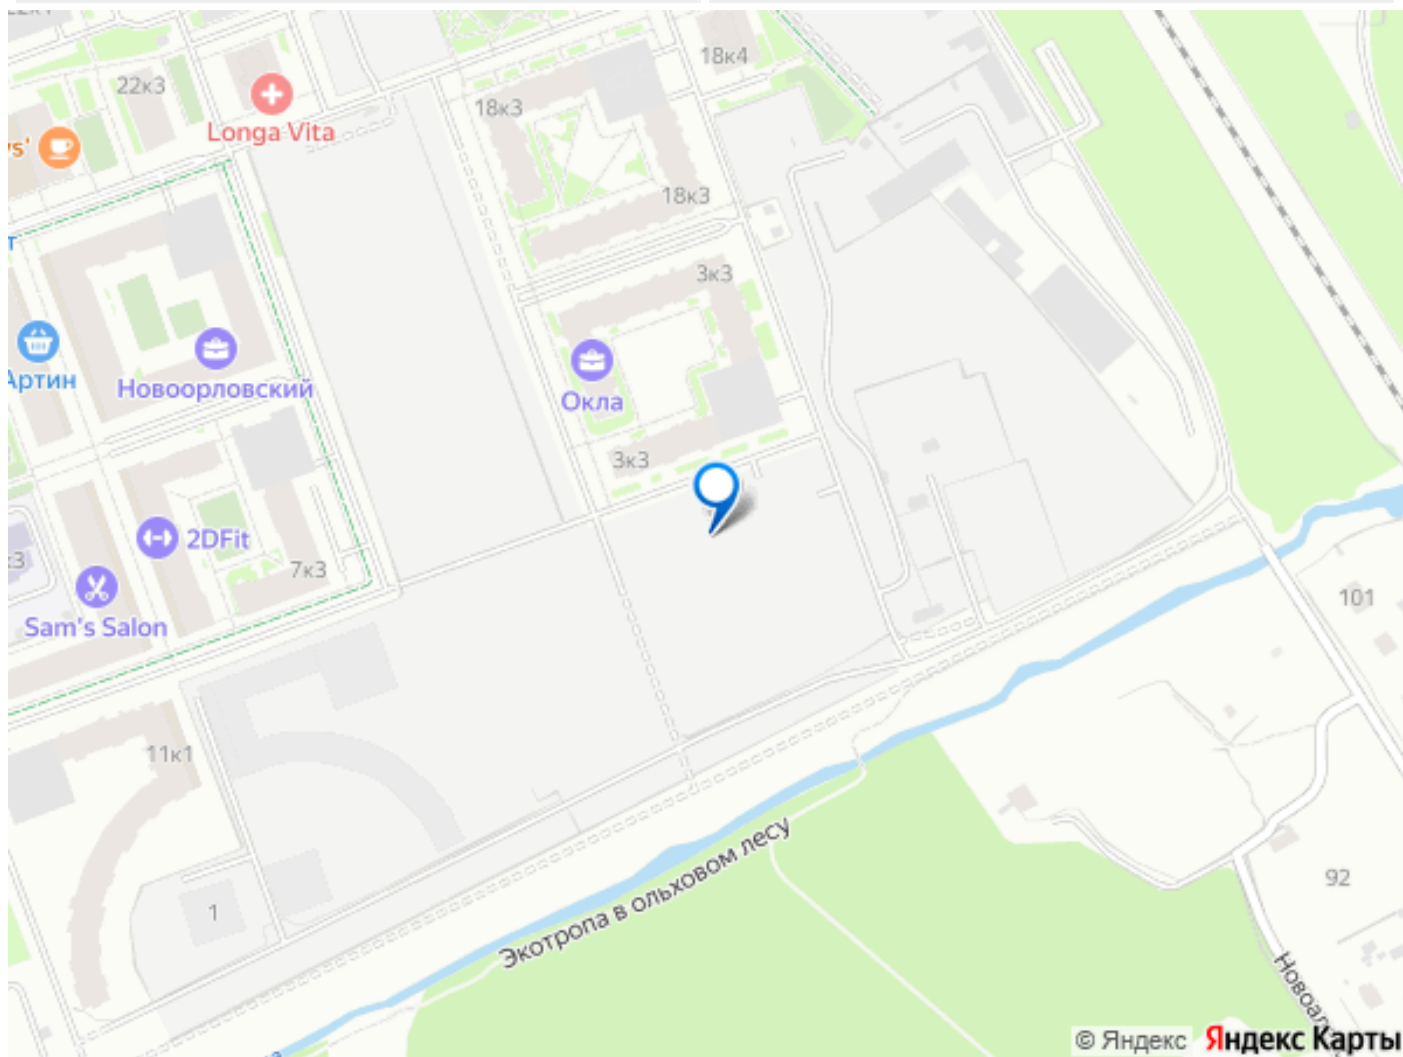 22к3
Longa Vita
18к3
18к4
18к3
3к3
Артин
Новоорловский
Окла
3к3
2DFit
7к3
Sam's Salon
101
11к1
1
92
Экотропа в ольховом лесу
© Яндекс Яндекс Карты